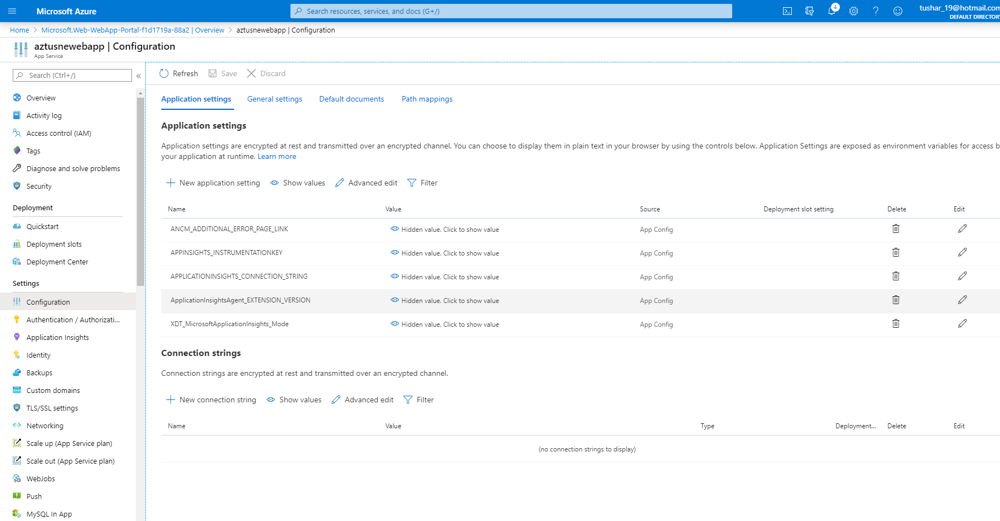 Microsoft Azure
Search resources, services, and docs (G+/)
4
tushar_19@hotmail.com
DEFAULT DIRECTORY
Home > Microsoft.Web-WebApp-Portal-f1d1719a-88a2 | Overview > aztusnewebapp | Configuration
aztusnewebapp | Configuration
App Service
Search (Ctrl+/)
«
Overview
Activity log
Access control (IAM)
Tags
Diagnose and solve problems
Security
Deployment
Quickstart
Deployment slots
Deployment Center
Settings
Configuration
Authentication / Authorizati...
Application Insights
Identity
Backups
Custom domains
TLS/SSL settings
Networking
Scale up (App Service plan)
Scale out (App Service plan)
WebJobs
Push
MySQL In App
Refresh Save Discard
Application settings General settings Default documents Path mappings
Application settings
Application settings are encrypted at rest and transmitted over an encrypted channel. You can choose to display them in plain text in your browser by using the controls below. Application Settings are exposed as environment variables for access b
your application at runtime. Learn more
New application setting Show values Advanced edit Filter
Name Value Source Deployment slot setting Delete Edit
ANCM_ADDITIONAL_ERROR_PAGE_LINK Hidden value. Click to show value App Config
APPINSIGHTS_INSTRUMENTATIONKEY Hidden value. Click to show value App Config
APPLICATIONINSIGHTS_CONNECTION_STRING Hidden value. Click to show value App Config
ApplicationInsightsAgent_EXTENSION_VERSION Hidden value. Click to show value App Config
XDT_MicrosoftApplicationInsights_Mode Hidden value. Click to show value App Config
Connection strings
Connection strings are encrypted at rest and transmitted over an encrypted channel.
New connection string Show values Advanced edit Filter
Name Value Type Deployment... Delete Edit
(no connection strings to display)